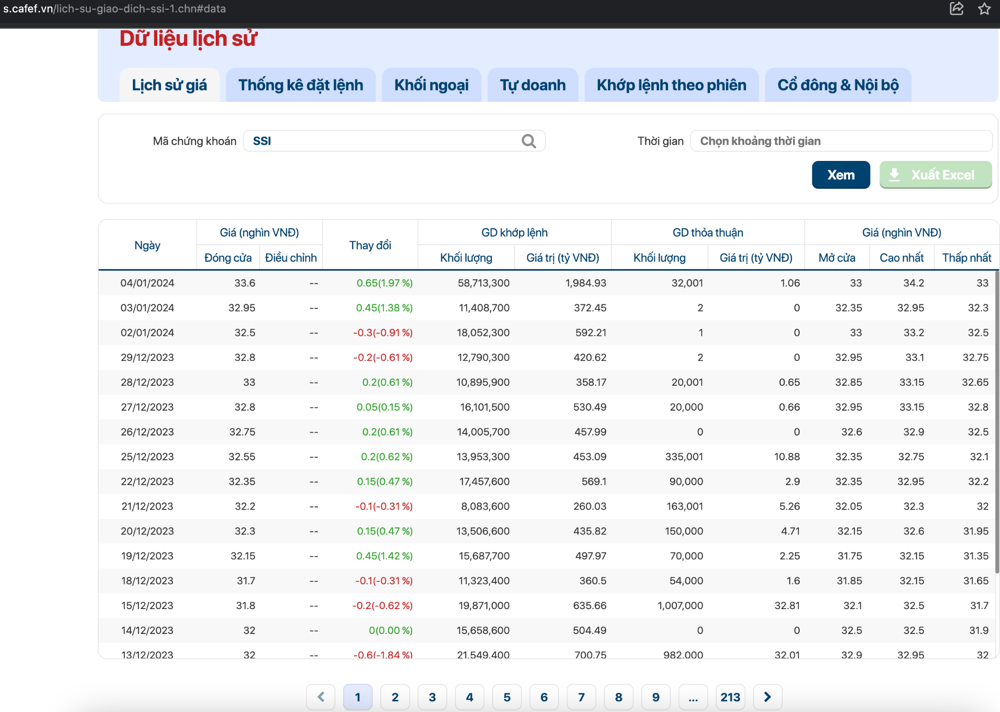 s.cafef.vn/lich-su-giao-dich-ssi-1.chn#data
Dữ liệu lịch sử
Lịch sử giá Thống kê đặt lệnh Khối ngoại Tự doanh Khớp lệnh theo phiên Cổ đông & Nội bộ
Mã chứng khoán SSI Thời gian Chọn khoảng thời gian
Xem Xuất Excel
Giá (nghìn VNĐ) GD khớp lệnh GD thỏa thuận Giá (nghìn VNĐ)
Ngày Thay đổi
Đóng cửa Điều chỉnh Khối lượng Giá trị (tỷ VNĐ) Khối lượng Giá trị (tỷ VNĐ) Mở cửa Cao nhất Thấp nhất
04/01/2024 33.6 -- 0.65(1.97 %) 58,713,300 1,984.93 32,001 1.06 33 34.2 33
03/01/2024 32.95 -- 0.45(1.38 %) 11,408,700 372.45 2 0 32.35 32.95 32.3
02/01/2024 32.5 -- -0.3(-0.91 %) 18,052,300 592.21 1 0 33 33.2 32.5
29/12/2023 32.8 -- -0.2(-0.61 %) 12,790,300 420.62 2 0 32.95 33.1 32.75
28/12/2023 33 -- 0.2(0.61 %) 10,895,900 358.17 20,001 0.65 32.85 33.15 32.65
27/12/2023 32.8 -- 0.05(0.15 %) 16,101,500 530.49 20,000 0.66 32.95 33.15 32.8
26/12/2023 32.75 -- 0.2(0.61 %) 14,005,700 457.99 0 0 32.6 32.9 32.5
25/12/2023 32.55 -- 0.2(0.62 %) 13,953,300 453.09 335,001 10.88 32.35 32.75 32.1
22/12/2023 32.35 -- 0.15(0.47 %) 17,457,600 569.1 90,000 2.9 32.35 32.95 32.2
21/12/2023 32.2 -- -0.1(-0.31 %) 8,083,600 260.03 163,001 5.26 32.05 32.3 32
20/12/2023 32.3 -- 0.15(0.47 %) 13,506,600 435.82 150,000 4.71 32.15 32.6 31.95
19/12/2023 32.15 -- 0.45(1.42 %) 15,687,700 497.97 70,000 2.25 31.75 32.15 31.35
18/12/2023 31.7 -- -0.1(-0.31 %) 11,323,400 360.5 54,000 1.6 31.85 32.15 31.65
15/12/2023 31.8 -- -0.2(-0.62 %) 19,871,000 635.66 1,007,000 32.81 32.1 32.5 31.7
14/12/2023 32 -- 0(0.00 %) 15,658,600 504.49 0 0 32.5 32.5 31.9
13/12/2023 32 -- -0.6(-1.84 %) 21,549,400 700.75 982,000 32.01 32.9 32.95 32
1 2 3 4 5 6 7 8 9 ... 213